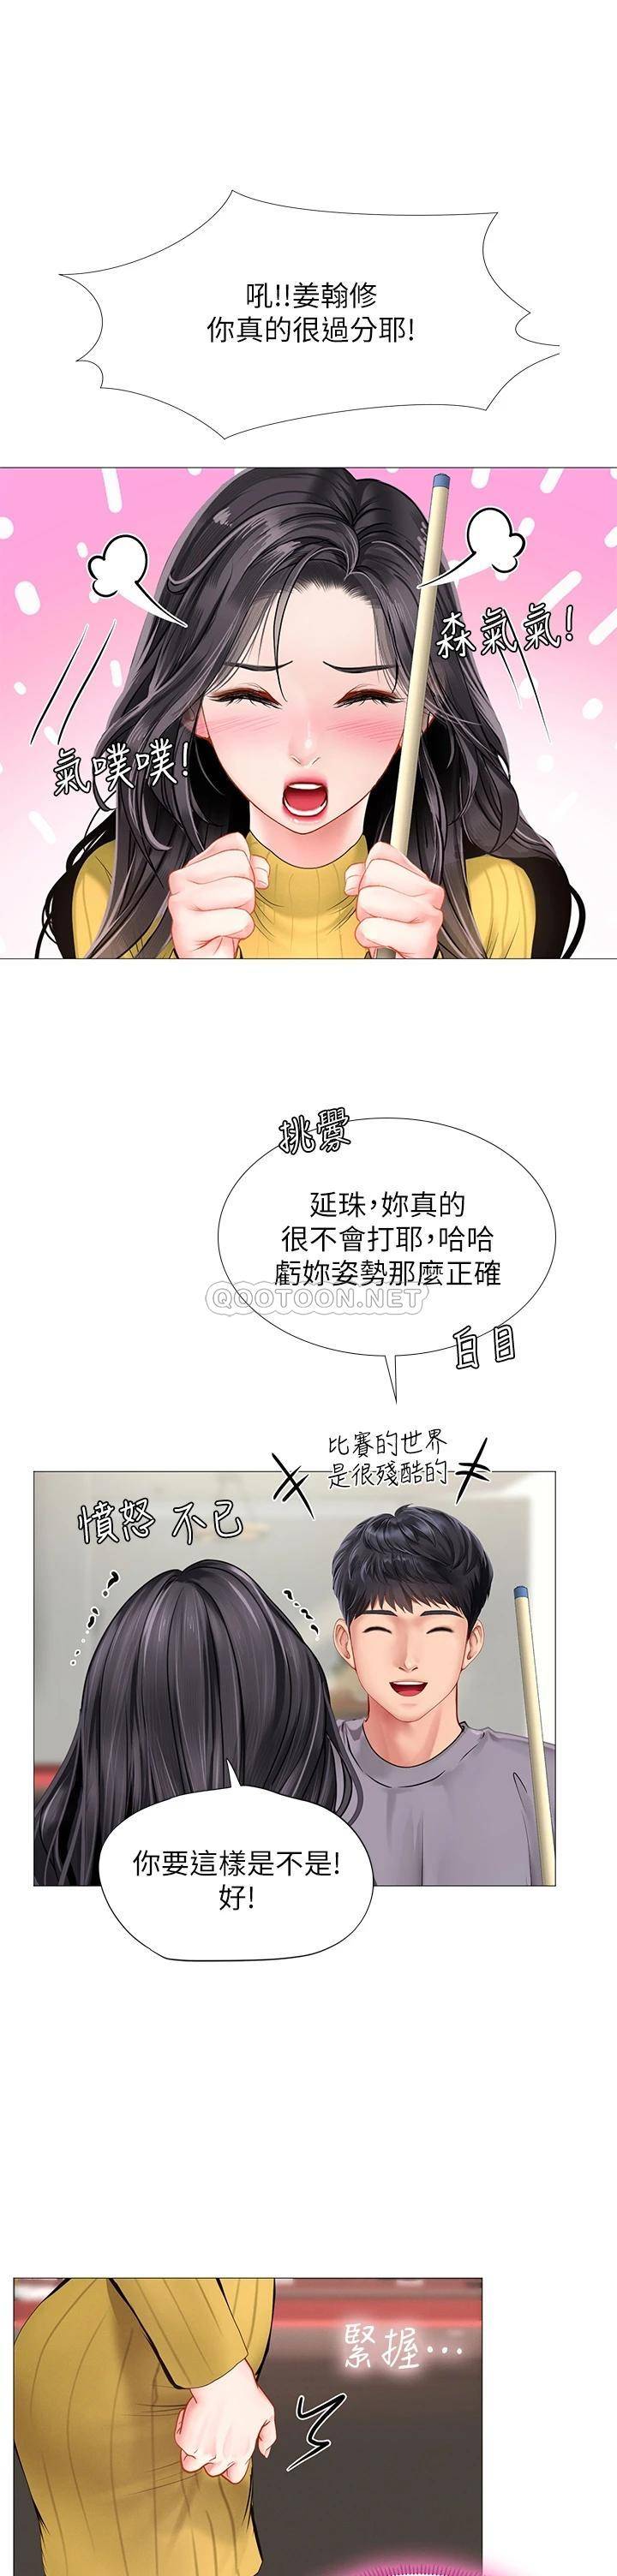 吼!!姜翰修
你真的很過分耶!
森氣氣!
氣噗噗!
挑釁
延珠,妳真的
很不會打耶,哈哈
虧妳姿勢那麼正確
QOOTOON.NET
白目
比賽的世界
是很殘酷的
憤怒 不已
你要這樣是不是!
好!
緊握…